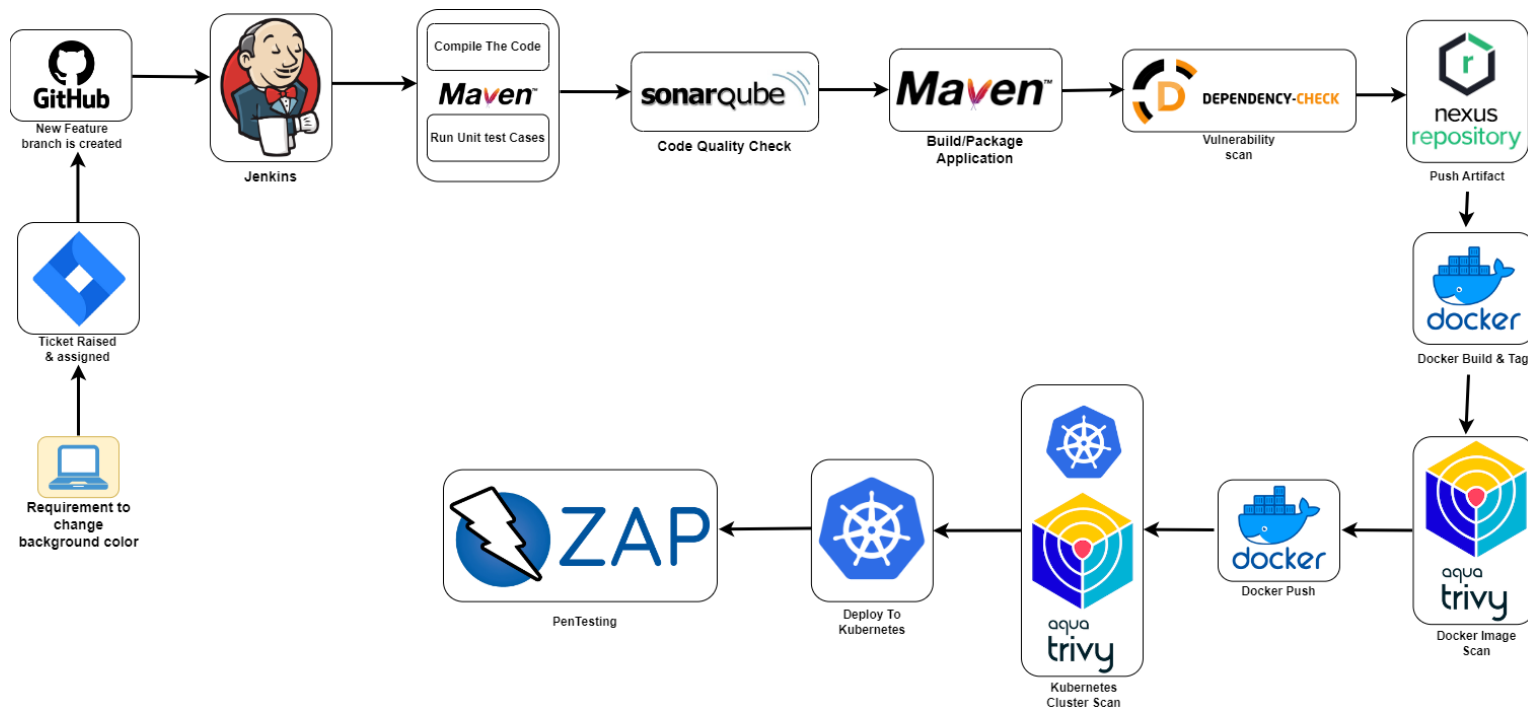 GitHub
New Feature
branch is created
Jenkins
Compile The Code
Maven™
Run Unit test Cases
sonarqube
Code Quality Check
Maven™
Build/Package
Application
D
DEPENDENCY-CHECK
Vulnerability
scan
r
nexus
repository
Push Artifact
Ticket Raised
& assigned
Requirement to
change
background color
docker
Docker Build & Tag
aqua
trivy
Docker Image
Scan
docker
Docker Push
aqua
trivy
Kubernetes
Cluster Scan
Deploy To
Kubernetes
ZAP
PenTesting